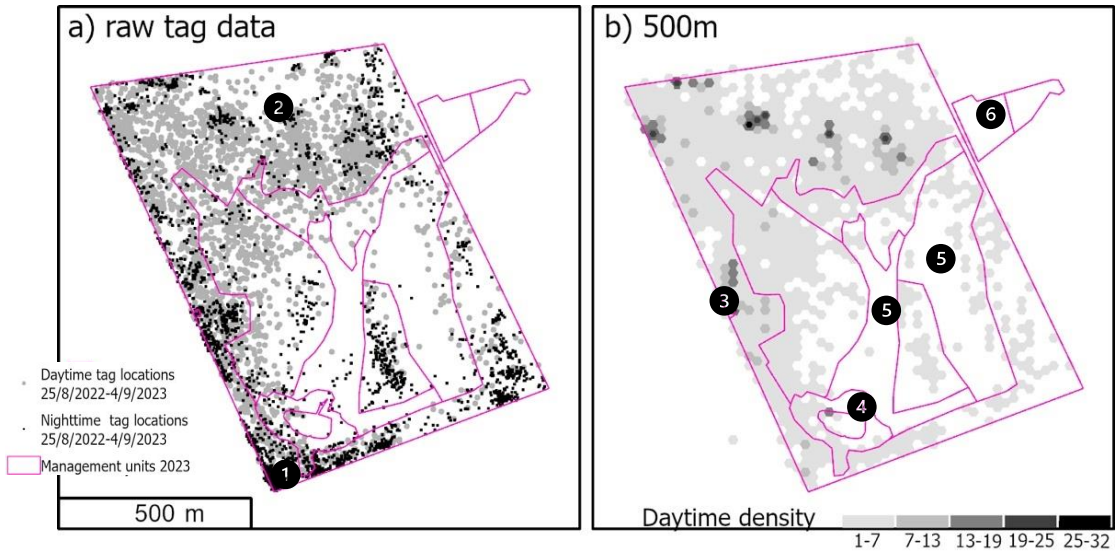 a) raw tag data
2
1
Daytime tag locations
25/8/2022-4/9/2023
Nighttime tag locations
25/8/2022-4/9/2023
Management units 2023
500 m
b) 500m
6
5
3
5
4
Daytime density
1-7 7-13 13-19 19-25 25-32